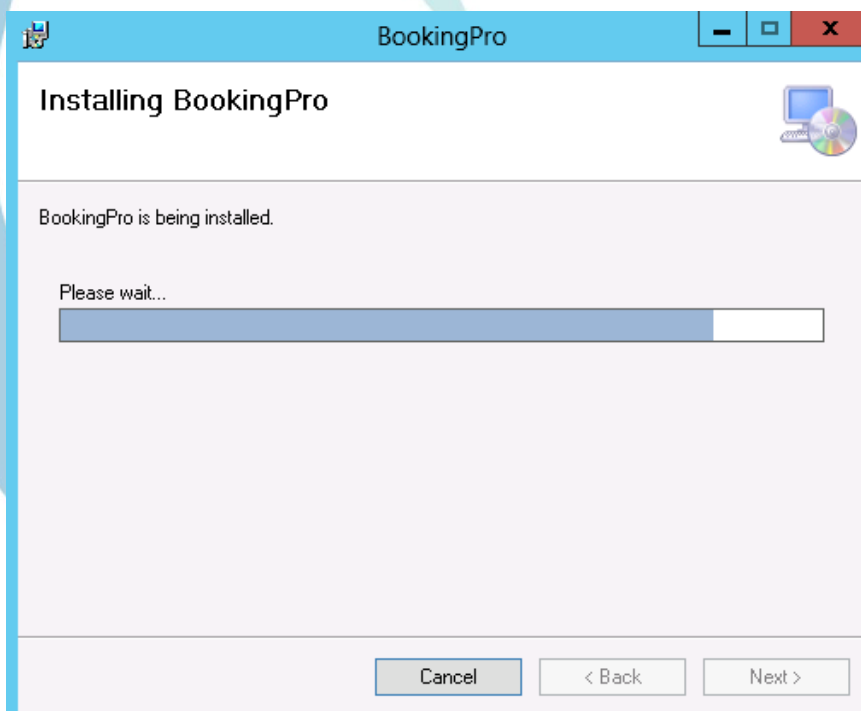 BookingPro
Installing BookingPro
BookingPro is being installed.
Please wait...
Cancel
< Back
Next >